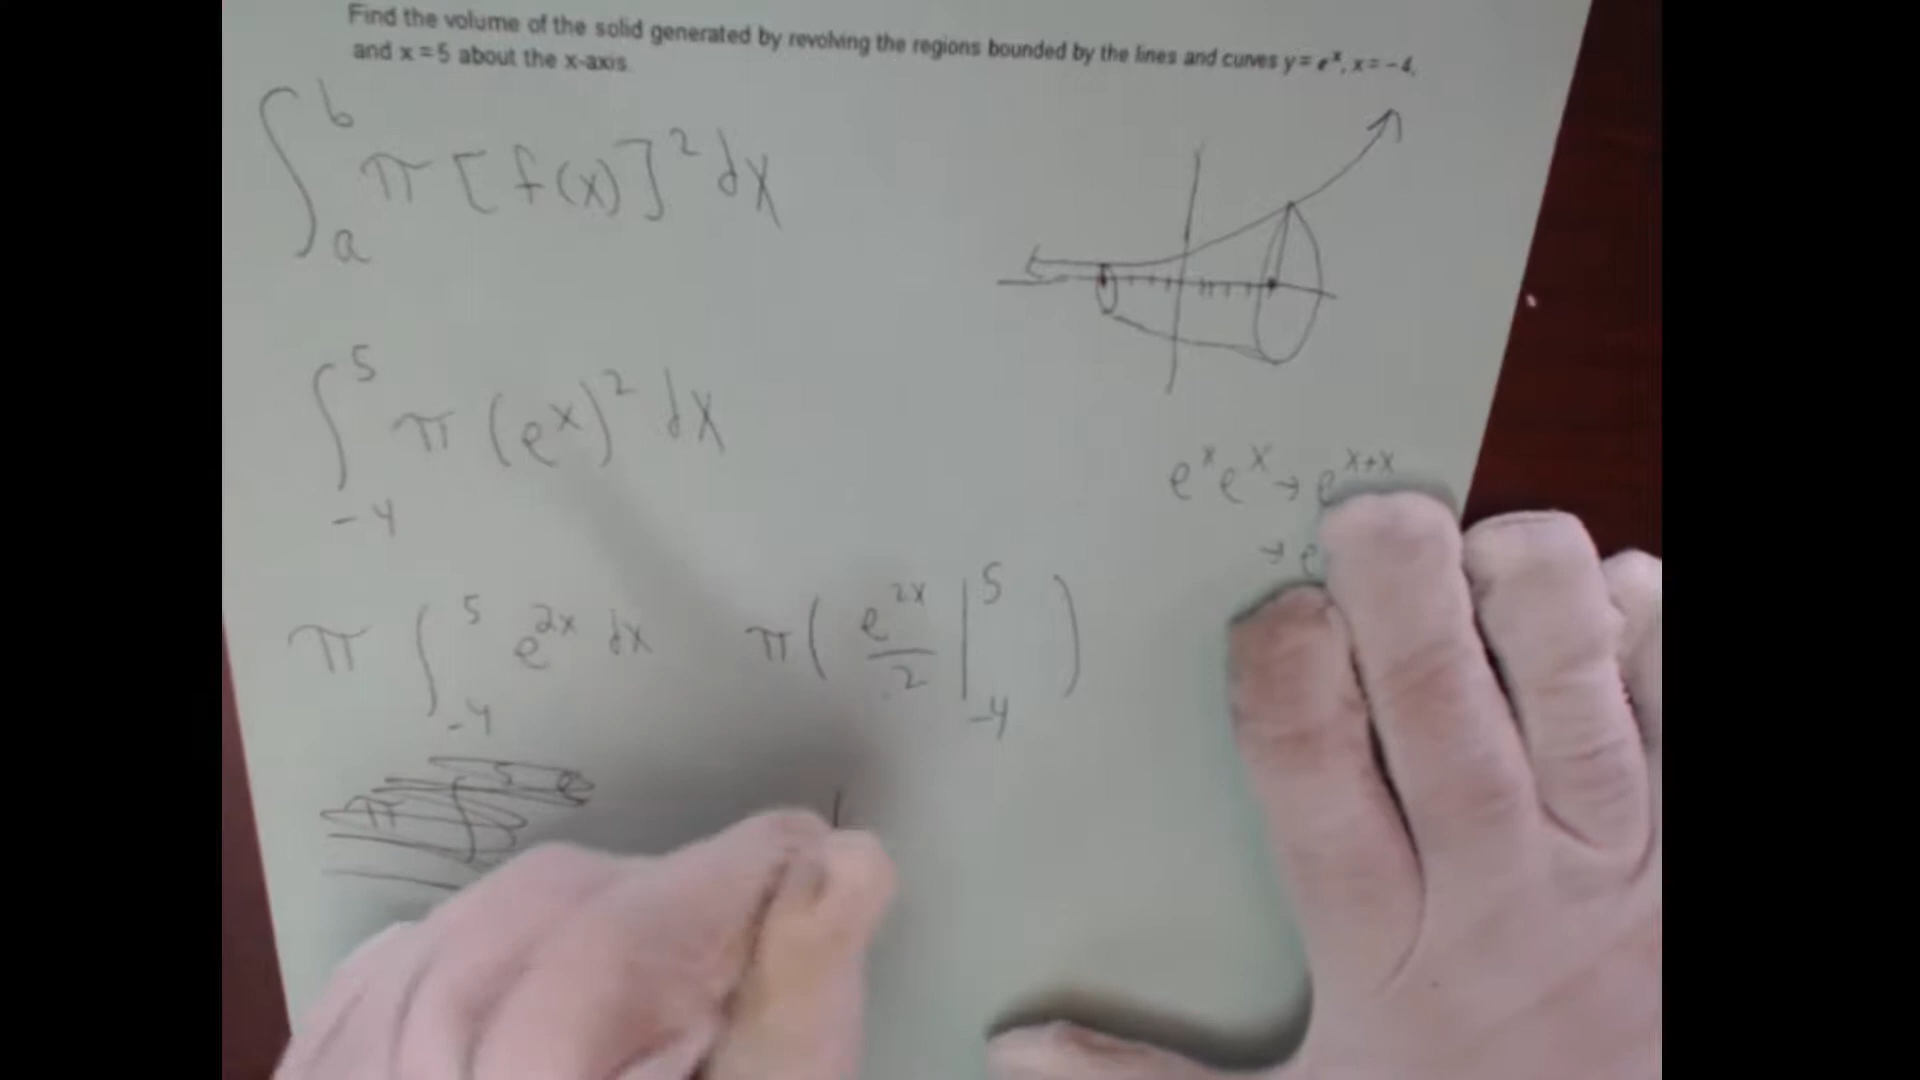 Find the volume of the solid generated by revolving the regions bounded by the lines and curves y = e^x, x = -4,
and x = 5 about the x-axis.
∫_a^b π [f(x)]^2 dx
∫_{-4}^5 π (e^x)^2 dx
e^x e^x → e^{x+x}
→ e
π ∫_{-4}^5 e^{2x} dx π( e^{2x}/2 |_{-4}^5 )